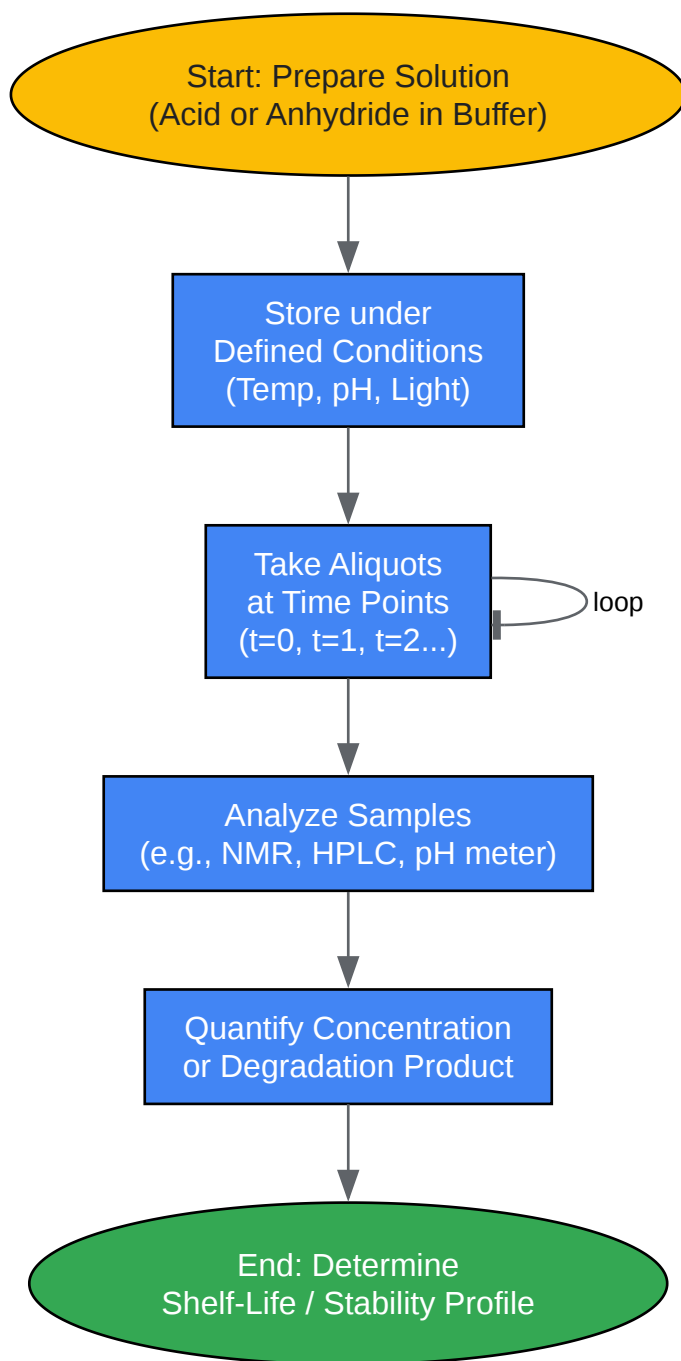 Start: Prepare Solution
(Acid or Anhydride in Buffer)
Store under
Defined Conditions
(Temp, pH, Light)
Take Aliquots
at Time Points
(t=0, t=1, t=2...)
loop
Analyze Samples
(e.g., NMR, HPLC, pH meter)
Quantify Concentration
or Degradation Product
End: Determine
Shelf-Life / Stability Profile